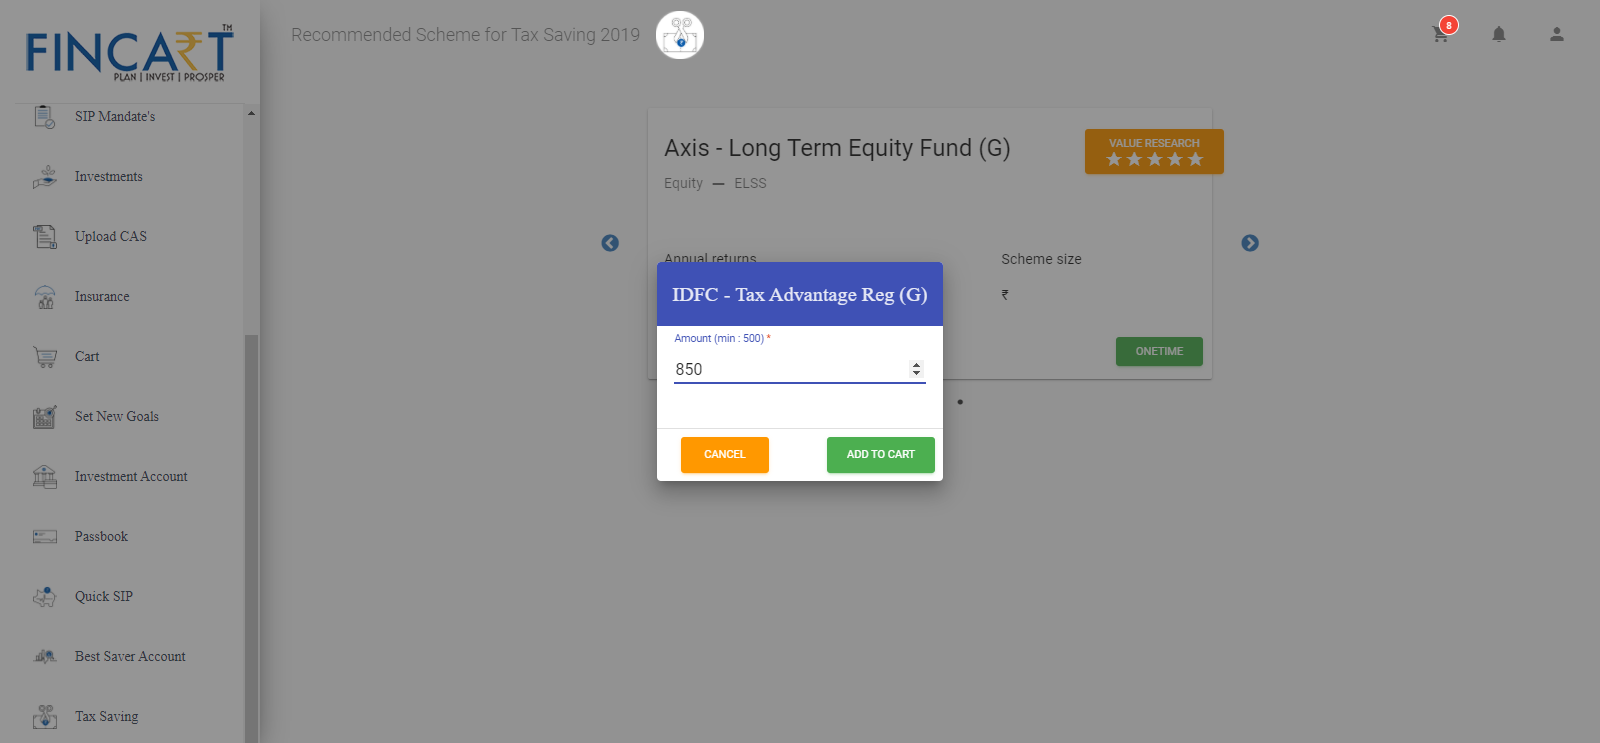 FINCART™
PLAN | INVEST | PROSPER
Recommended Scheme for Tax Saving 2019
8
SIP Mandate's
Investments
Upload CAS
Insurance
Cart
Set New Goals
Investment Account
Passbook
Quick SIP
Best Saver Account
Tax Saving
Axis - Long Term Equity Fund (G)
VALUE RESEARCH
Equity — ELSS
Annual returns
Scheme size
₹
ONETIME
IDFC - Tax Advantage Reg (G)
Amount (min : 500) *
850
CANCEL
ADD TO CART